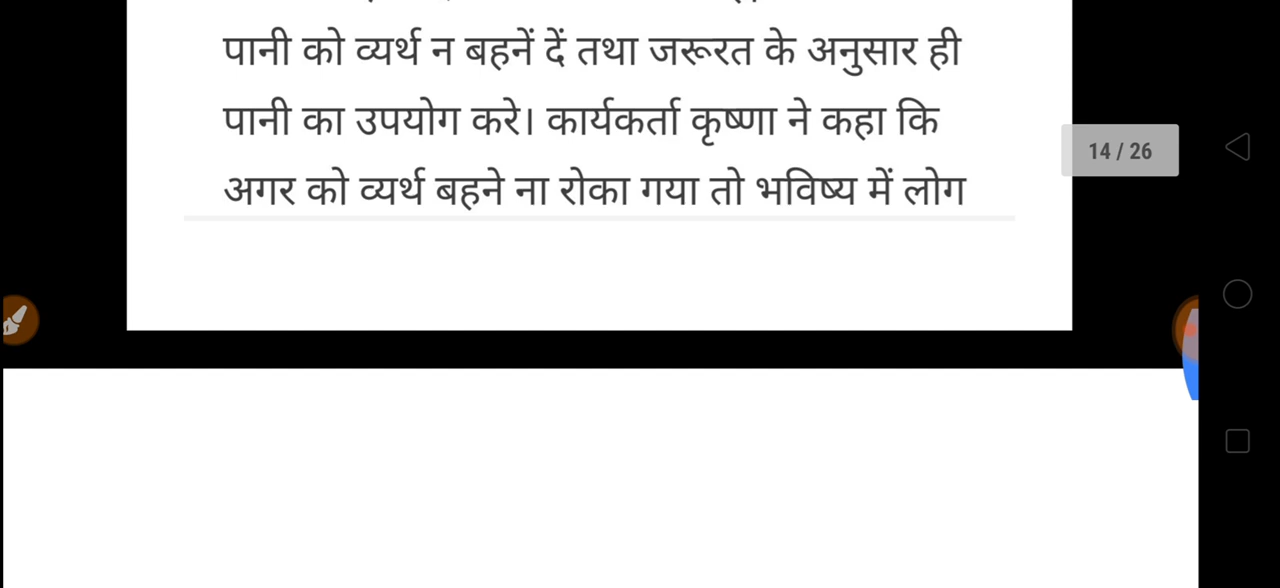 पानी को व्यर्थ न बहनें दें तथा जरूरत के अनुसार ही
पानी का उपयोग करे। कार्यकर्ता कृष्णा ने कहा कि
14 / 26
अगर को व्यर्थ बहने ना रोका गया तो भविष्य में लोग